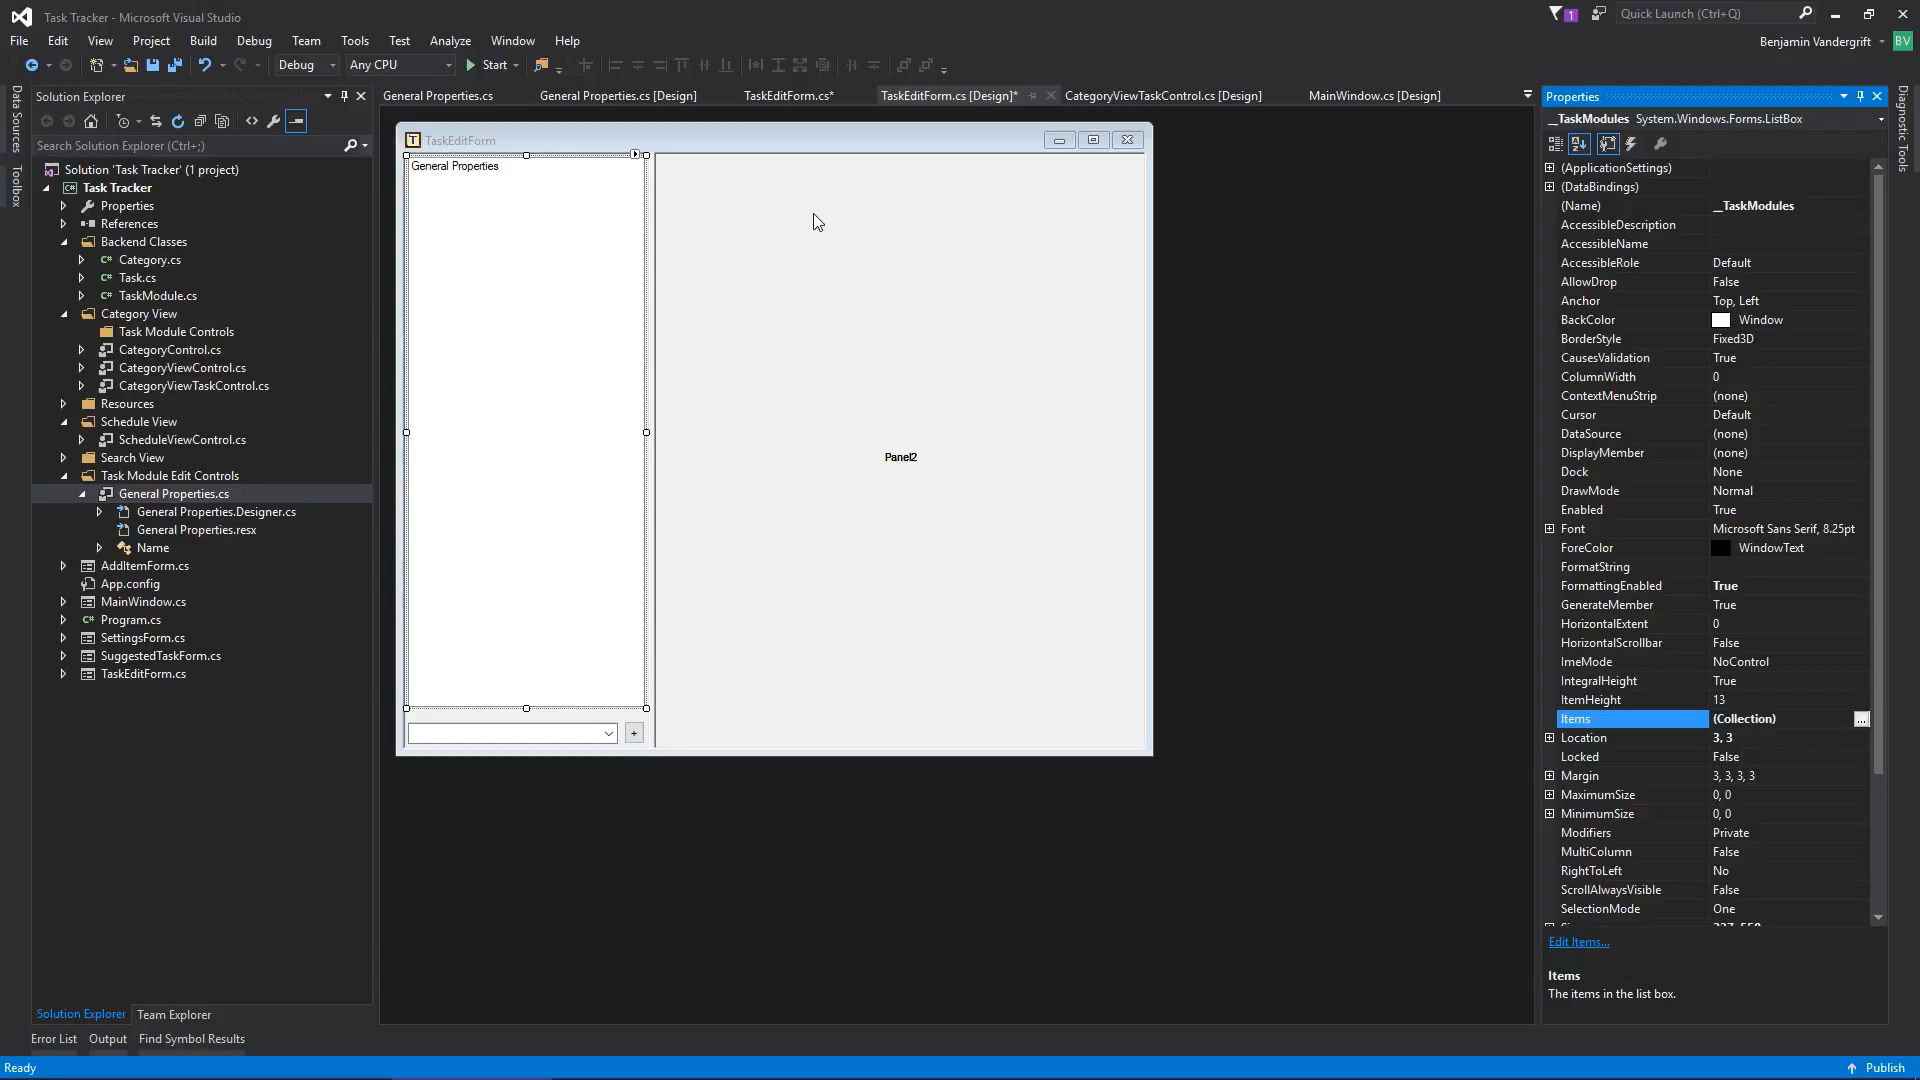 Task Tracker - Microsoft Visual Studio
1
Quick Launch (Ctrl+Q)
File Edit View Project Build Debug Team Tools Test Analyze Window Help
Benjamin Vandergrift BV
Debug Any CPU Start
Data Sources
Toolbox
Solution Explorer
Search Solution Explorer (Ctrl+;)
Solution 'Task Tracker' (1 project)
Task Tracker
Properties
References
Backend Classes
Category.cs
Task.cs
TaskModule.cs
Category View
Task Module Controls
CategoryControl.cs
CategoryViewControl.cs
CategoryViewTaskControl.cs
Resources
Schedule View
ScheduleViewControl.cs
Search View
Task Module Edit Controls
General Properties.cs
General Properties.Designer.cs
General Properties.resx
Name
AddItemForm.cs
App.config
MainWindow.cs
Program.cs
SettingsForm.cs
SuggestedTaskForm.cs
TaskEditForm.cs
Solution Explorer Team Explorer
General Properties.cs General Properties.cs [Design] TaskEditForm.cs* TaskEditForm.cs [Design]* CategoryViewTaskControl.cs [Design] MainWindow.cs [Design]
TaskEditForm
General Properties
Panel2
+
Properties
__TaskModules System.Windows.Forms.ListBox
(ApplicationSettings)
(DataBindings)
(Name) __TaskModules
AccessibleDescription
AccessibleName
AccessibleRole Default
AllowDrop False
Anchor Top, Left
BackColor Window
BorderStyle Fixed3D
CausesValidation True
ColumnWidth 0
ContextMenuStrip (none)
Cursor Default
DataSource (none)
DisplayMember (none)
Dock None
DrawMode Normal
Enabled True
Font Microsoft Sans Serif, 8.25pt
ForeColor WindowText
FormatString
FormattingEnabled True
GenerateMember True
HorizontalExtent 0
HorizontalScrollbar False
ImeMode NoControl
IntegralHeight True
ItemHeight 13
Items (Collection) ...
Location 3, 3
Locked False
Margin 3, 3, 3, 3
MaximumSize 0, 0
MinimumSize 0, 0
Modifiers Private
MultiColumn False
RightToLeft No
ScrollAlwaysVisible False
SelectionMode One
Edit Items...
Items
The items in the list box.
Diagnostic Tools
Error List Output Find Symbol Results
Ready
Publish